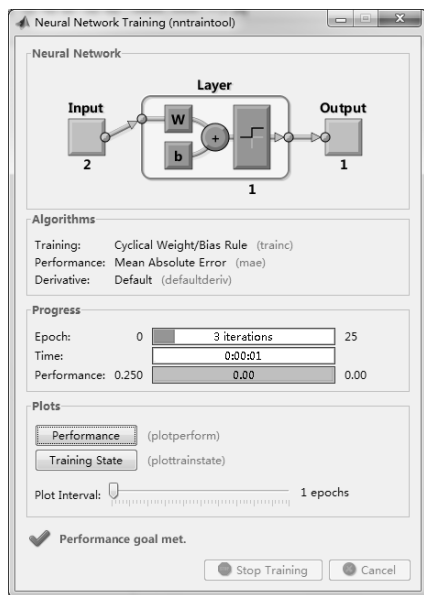 Neural Network Training (nntraintool)
Neural Network
Layer
Input
Output
W
b
+
2
1
1
Algorithms
Training: Cyclical Weight/Bias Rule (trainc)
Performance: Mean Absolute Error (mae)
Derivative: Default (defaultderiv)
Progress
Epoch: 0 3 iterations 25
Time: 0:00:01
Performance: 0.250 0.00 0.00
Plots
Performance (plotperform)
Training State (plottrainstate)
Plot Interval: 1 epochs
Performance goal met.
Stop Training Cancel